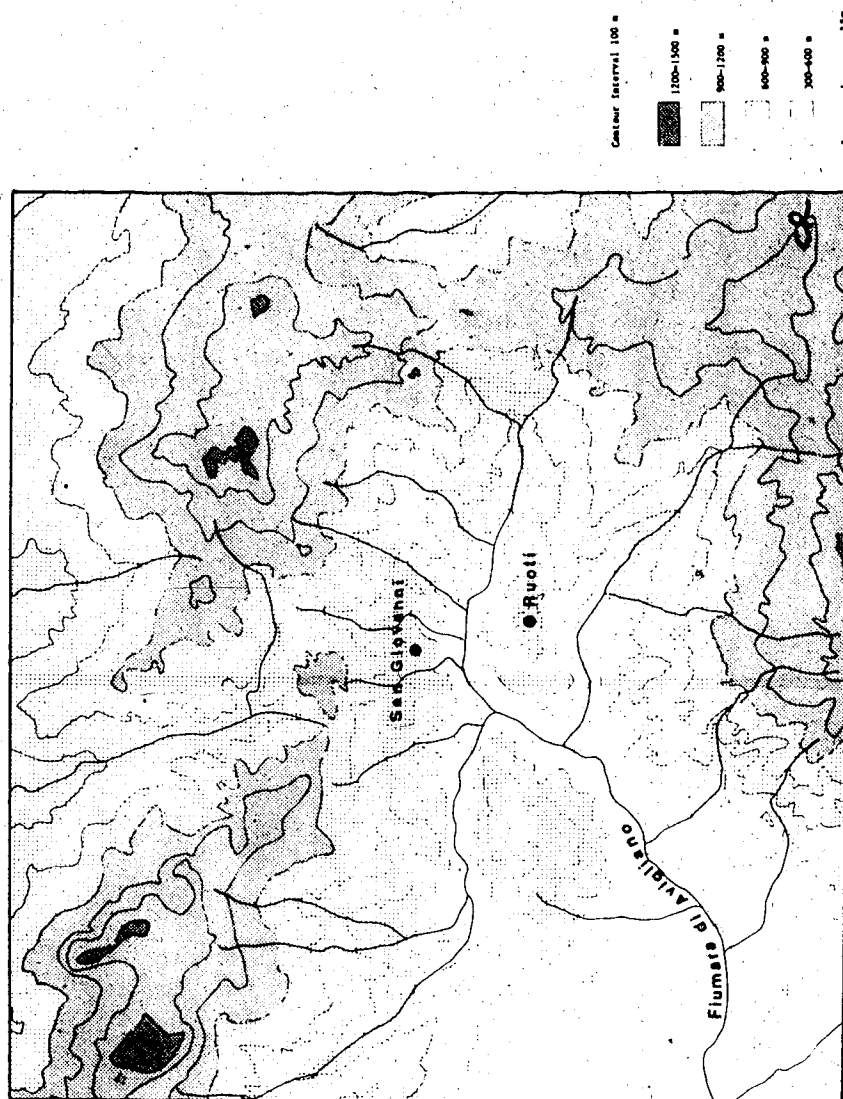 Contour Interval 100 m
1200-1500 m
900-1200 m
600-900 m
300-600 m
San Giovanni
Ruoti
Fiumara di Avigliano